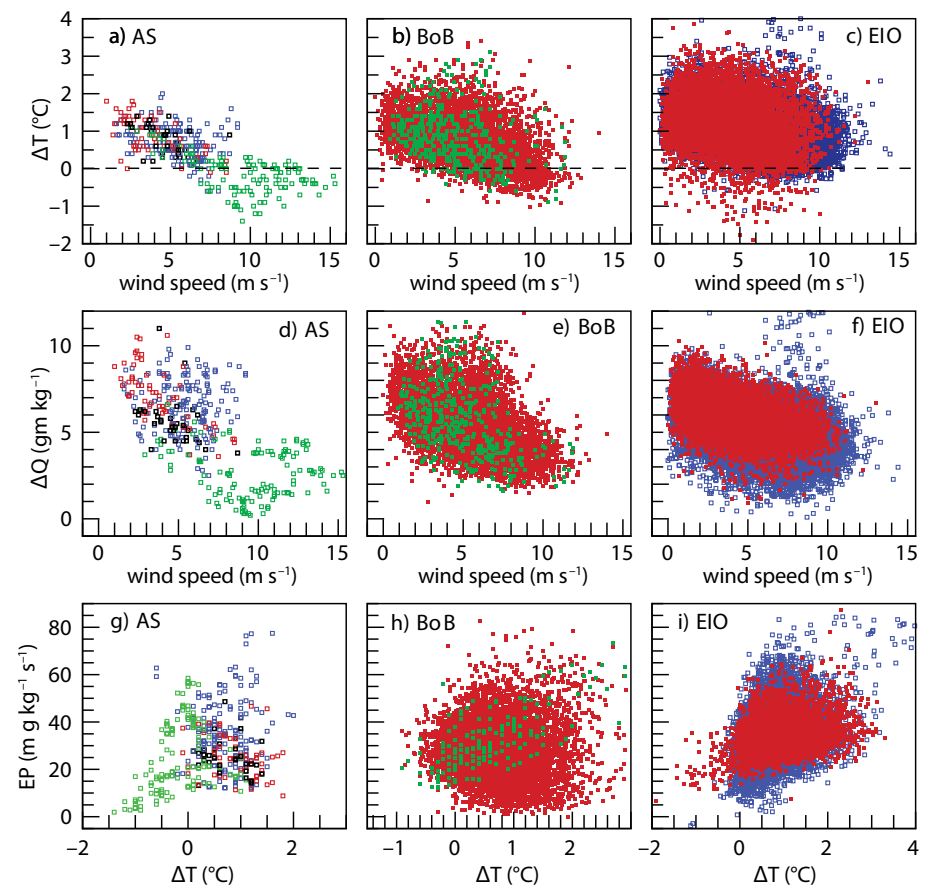 a) AS
b) BoB
c) EIO
ΔT (°C)
4
3
2
1
0
−1
−2
0 5 10 15
0 5 10 15
0 5 10 15
wind speed (m s⁻¹)
wind speed (m s⁻¹)
wind speed (m s⁻¹)
d) AS
e) BoB
f) EIO
ΔQ (gm kg⁻¹)
10
5
0
0 5 10 15
0 5 10 15
0 5 10 15
wind speed (m s⁻¹)
wind speed (m s⁻¹)
wind speed (m s⁻¹)
g) AS
h) BoB
i) EIO
EP (m g kg⁻¹ s⁻¹)
80
60
40
20
0
−2 0 2
−1 0 1 2
−2 0 2 4
ΔT (°C)
ΔT (°C)
ΔT (°C)